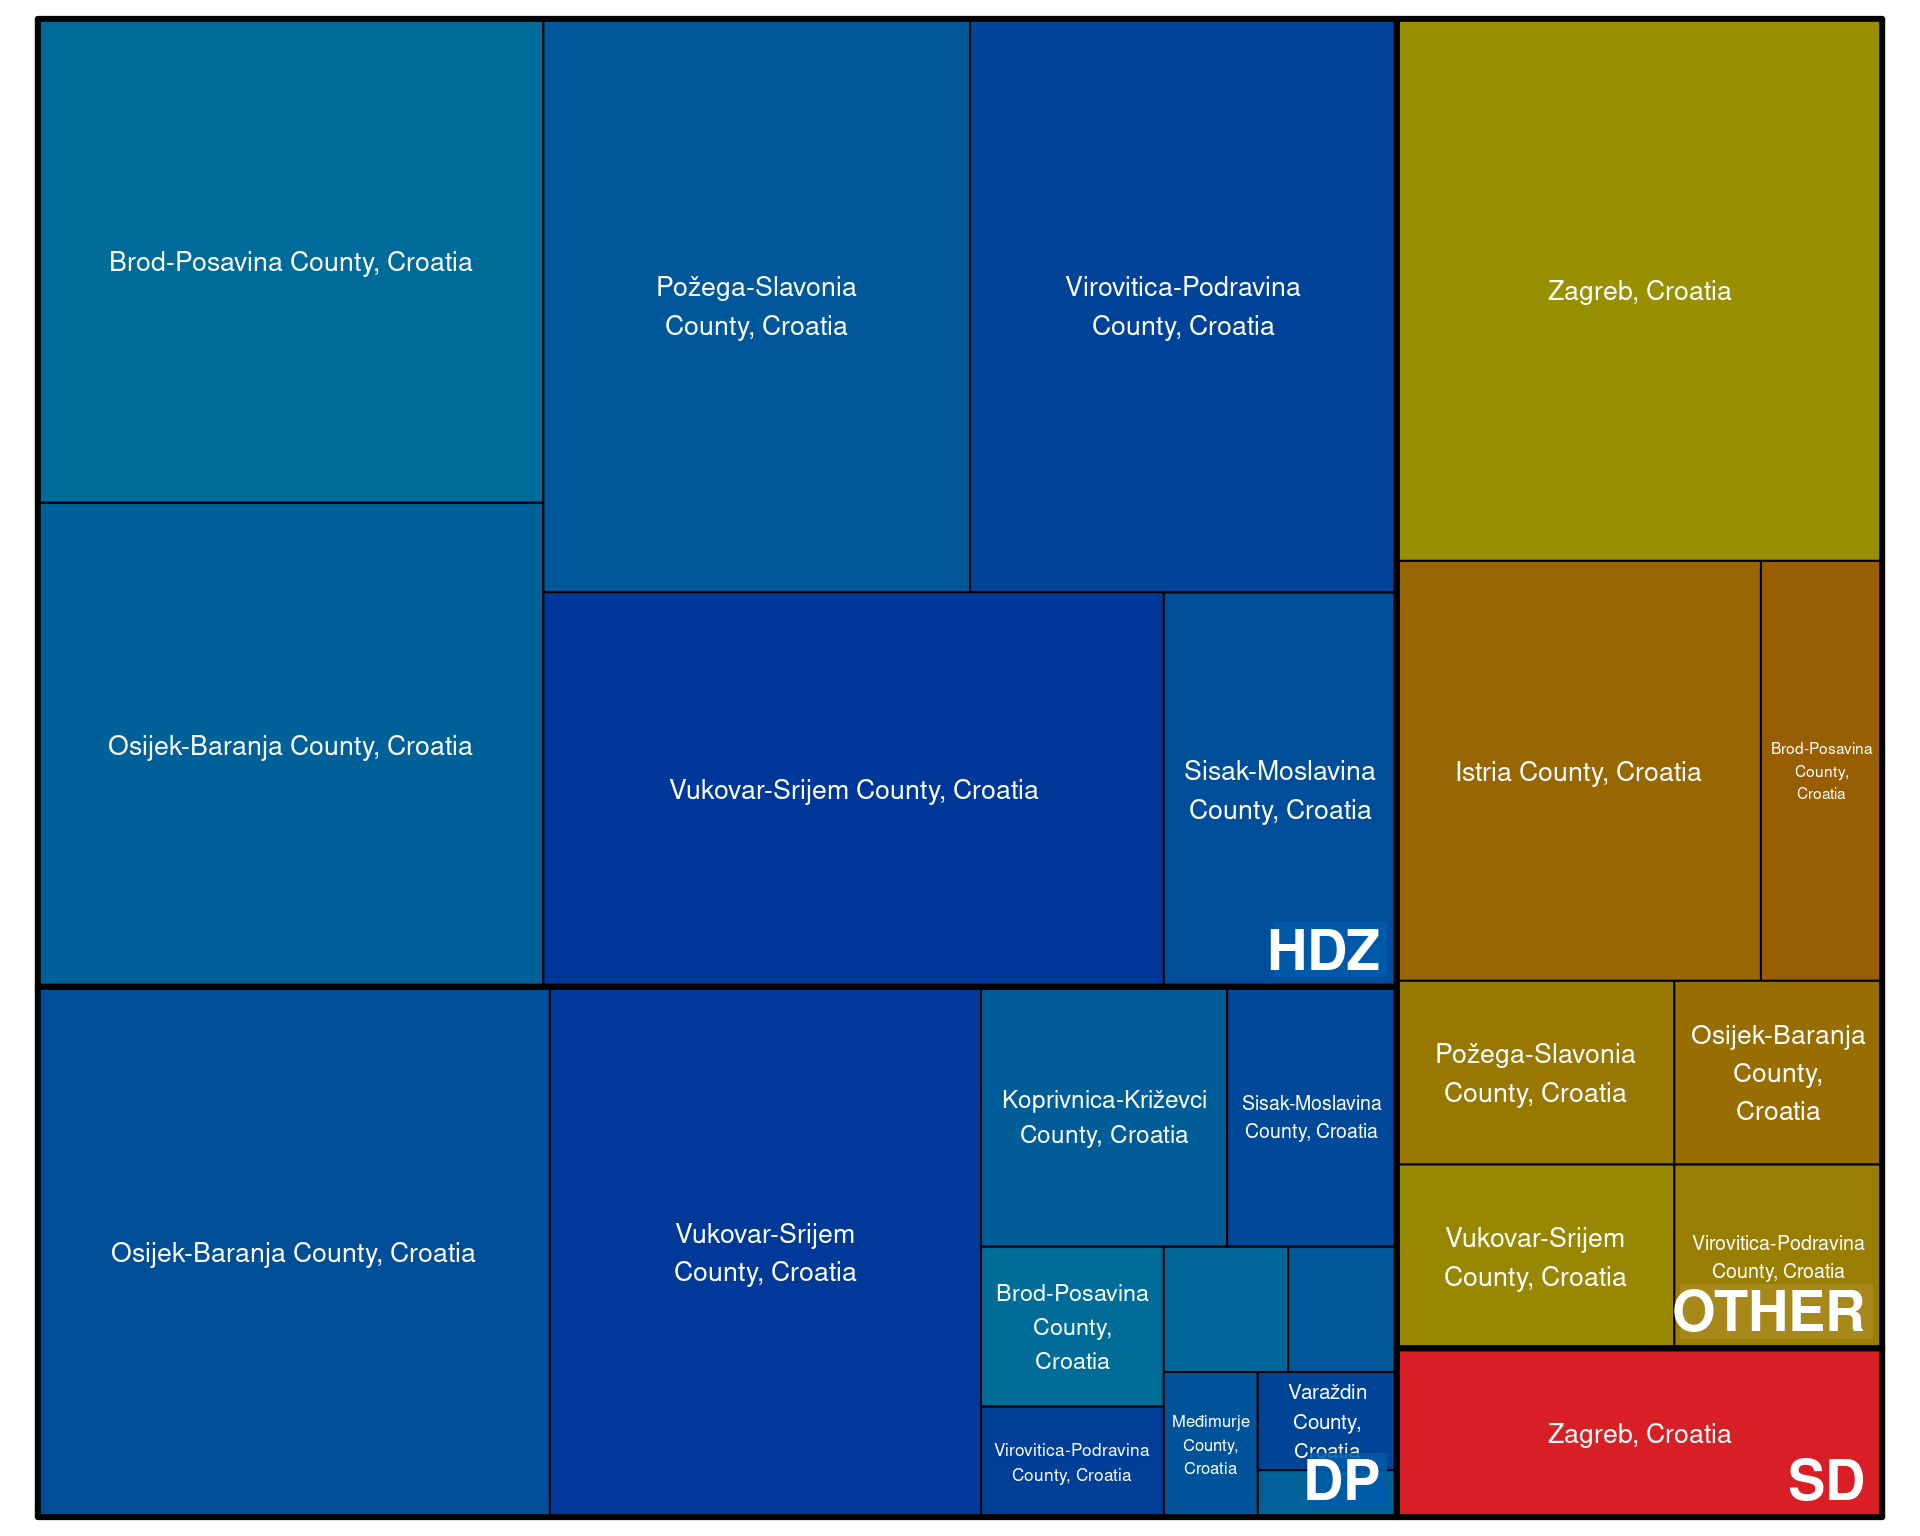 Brod-Posavina County, Croatia
Požega-Slavonia
County, Croatia
Virovitica-Podravina
County, Croatia
Osijek-Baranja County, Croatia
Vukovar-Srijem County, Croatia
Sisak-Moslavina
County, Croatia
HDZ
Osijek-Baranja County, Croatia
Vukovar-Srijem
County, Croatia
Koprivnica-Križevci
County, Croatia
Sisak-Moslavina
County, Croatia
Brod-Posavina
County,
Croatia
Virovitica-Podravina
County, Croatia
Međimurje
County,
Croatia
Varaždin
County,
Croatia
DP
Zagreb, Croatia
Istria County, Croatia
Brod-Posavina
County,
Croatia
Požega-Slavonia
County, Croatia
Osijek-Baranja
County,
Croatia
Vukovar-Srijem
County, Croatia
Virovitica-Podravina
County, Croatia
OTHER
Zagreb, Croatia
SD